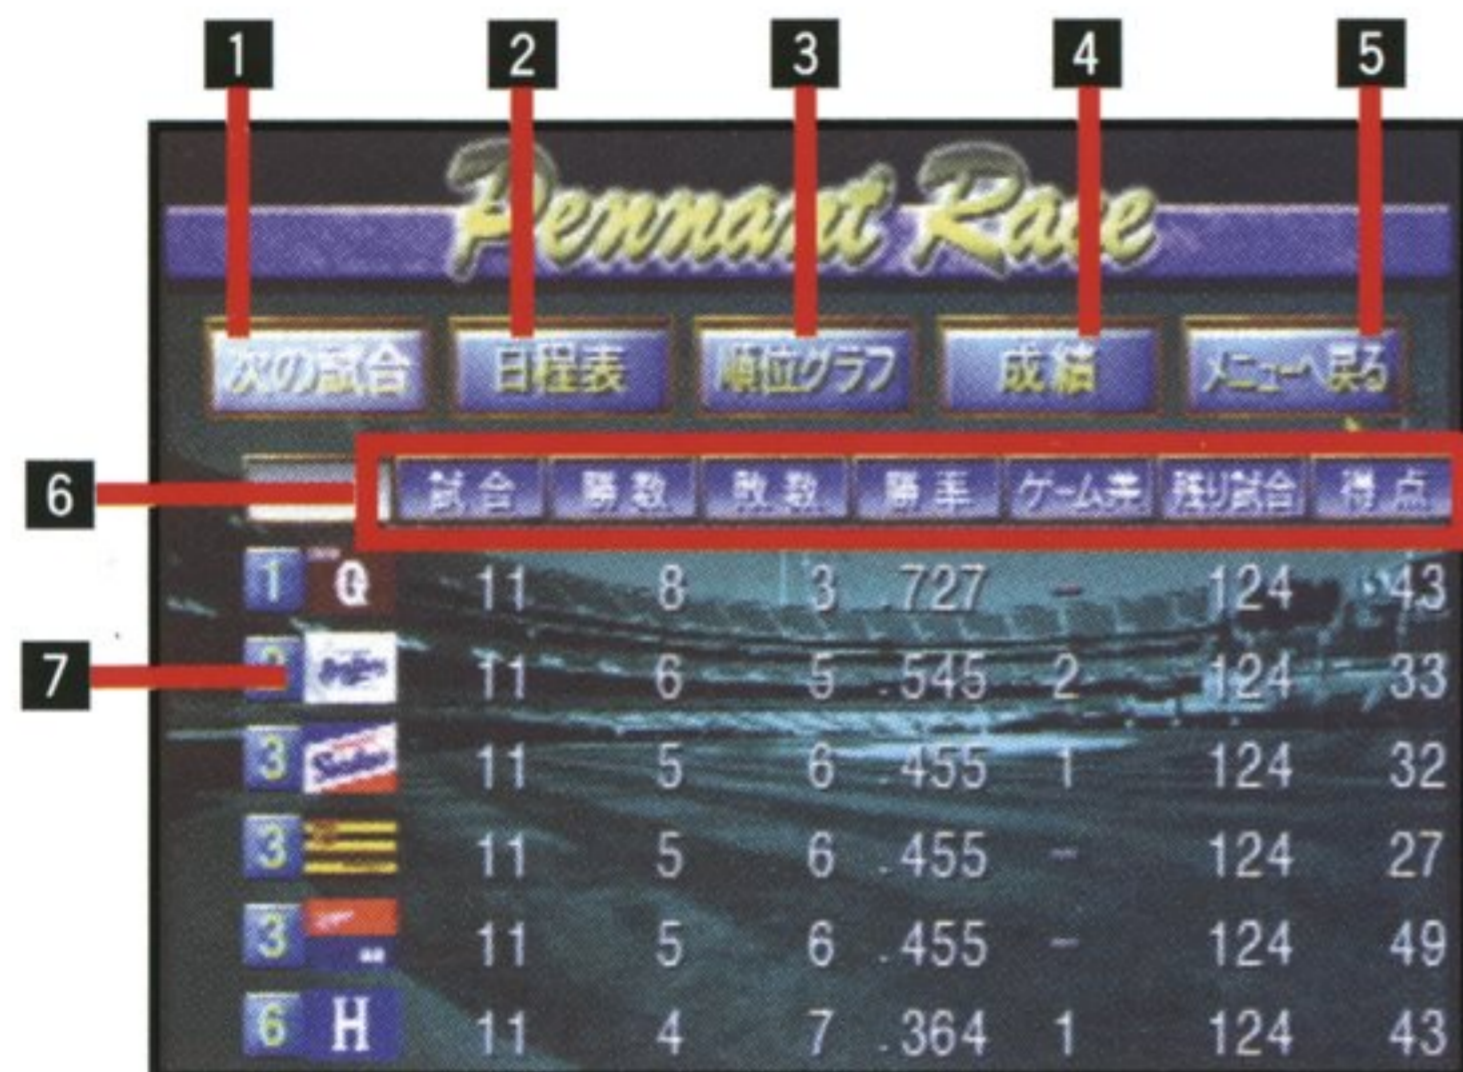 1 2 3 4 5
Pennant Race
次の試合 日程表 順位グラフ 成績 メニューへ戻る
6 試合 勝数 敗数 勝率 ゲーム差 残り試合 得点
1 Q 11 8 3 .727 - 124 43
7 2 11 6 5 .545 2 124 33
3 11 5 6 .455 1 124 32
3 11 5 6 .455 - 124 27
3 11 5 6 .455 - 124 49
6 H 11 4 7 .364 1 124 43